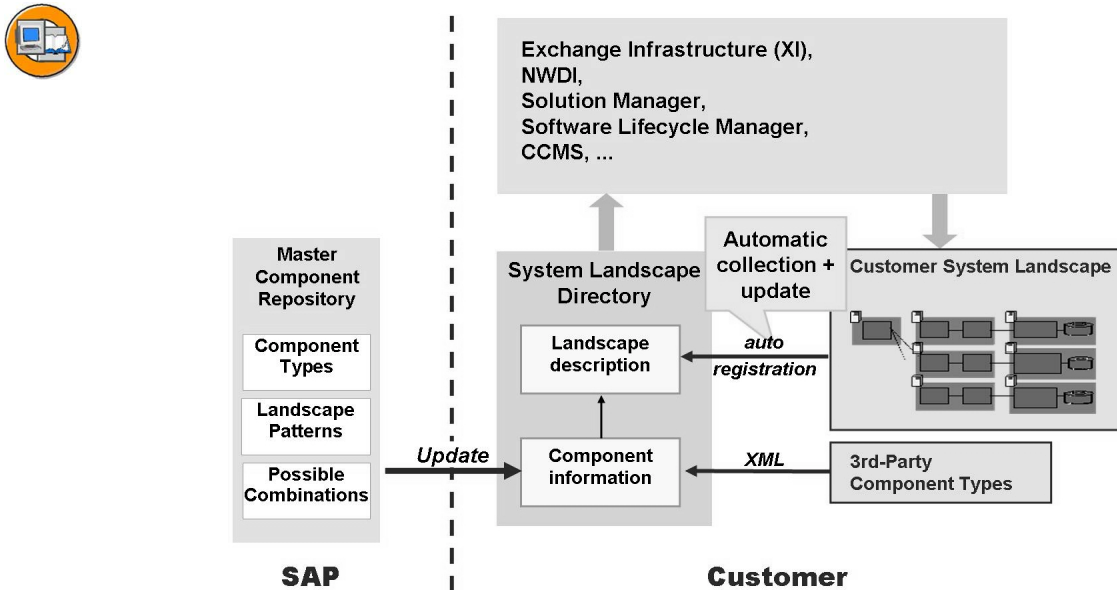 Exchange Infrastructure (XI),
NWDI,
Solution Manager,
Software Lifecycle Manager,
CCMS, ...
Master
Component
Repository
Component
Types
Landscape
Patterns
Possible
Combinations
Update
System Landscape
Directory
Landscape
description
Component
information
Automatic
collection +
update
auto
registration
XML
Customer System Landscape
3rd-Party
Component Types
SAP
Customer